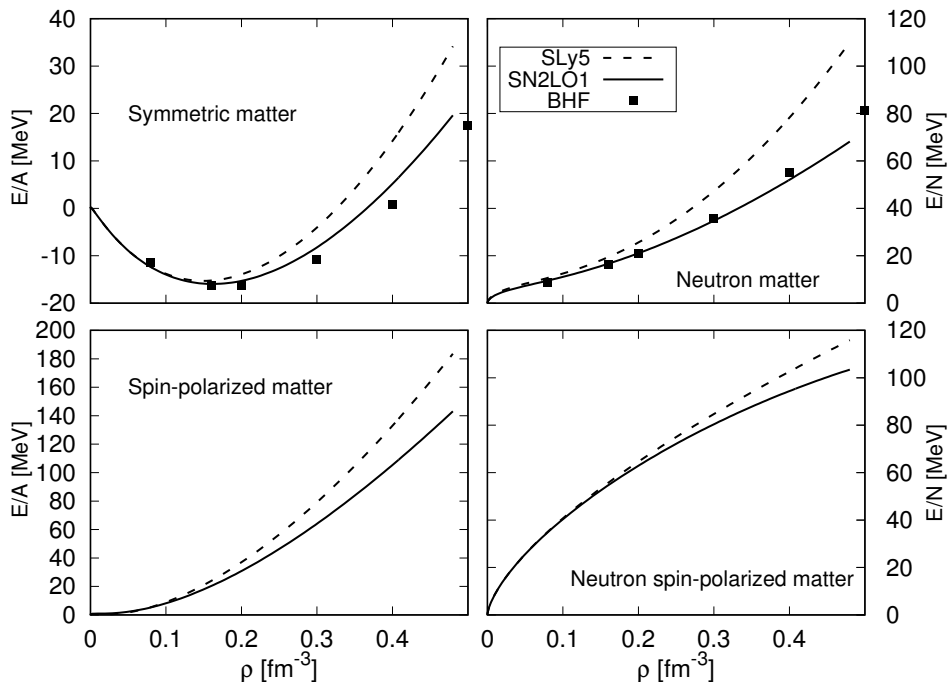 40
30
20
10
0
-10
-20
E/A [MeV]
Symmetric matter
SLy5
SN2LO1
BHF
Neutron matter
120
100
80
60
40
20
0
E/N [MeV]
200
180
160
140
120
100
80
60
40
20
0
E/A [MeV]
Spin-polarized matter
0 0.1 0.2 0.3 0.4
ρ [fm⁻³]
Neutron spin-polarized matter
120
100
80
60
40
20
0
E/N [MeV]
0 0.1 0.2 0.3 0.4
ρ [fm⁻³]